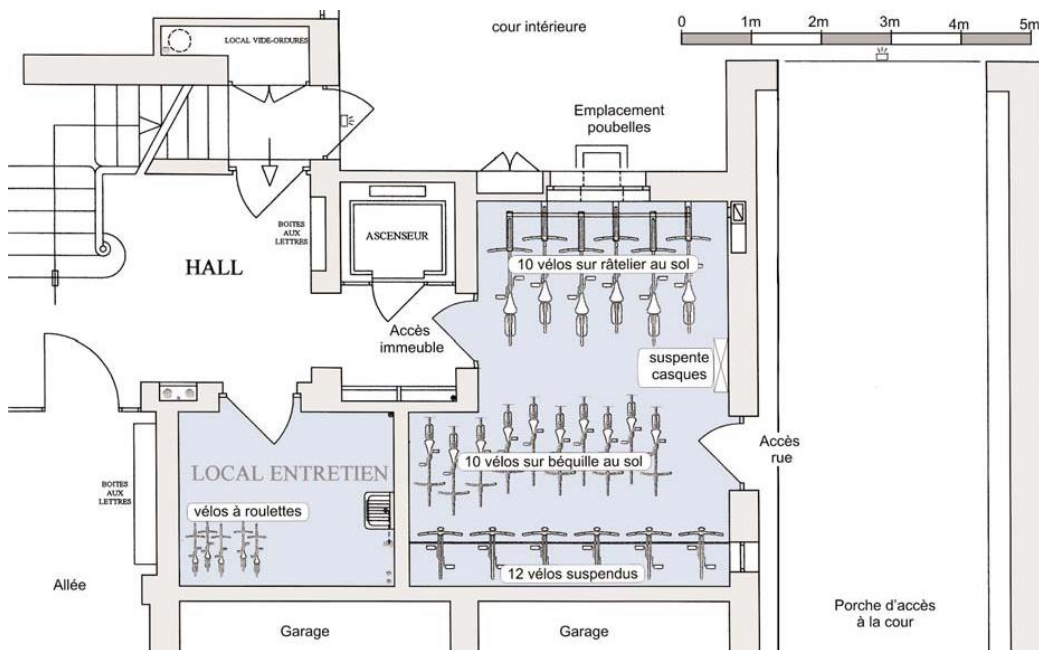 cour intérieure
0 1m 2m 3m 4m 5m
LOCAL VIDE-ORDURES
Emplacement
poubelles
BOITES
AUX
LETTRES
ASCENSEUR
HALL
10 vélos sur râtelier au sol
Accès
immeuble
suspente
casques
Accès
rue
10 vélos sur béquille au sol
LOCAL ENTRETIEN
BOITES
AUX
LETTRES
vélos à roulettes
12 vélos suspendus
Allée
Garage
Garage
Porche d'accès
à la cour